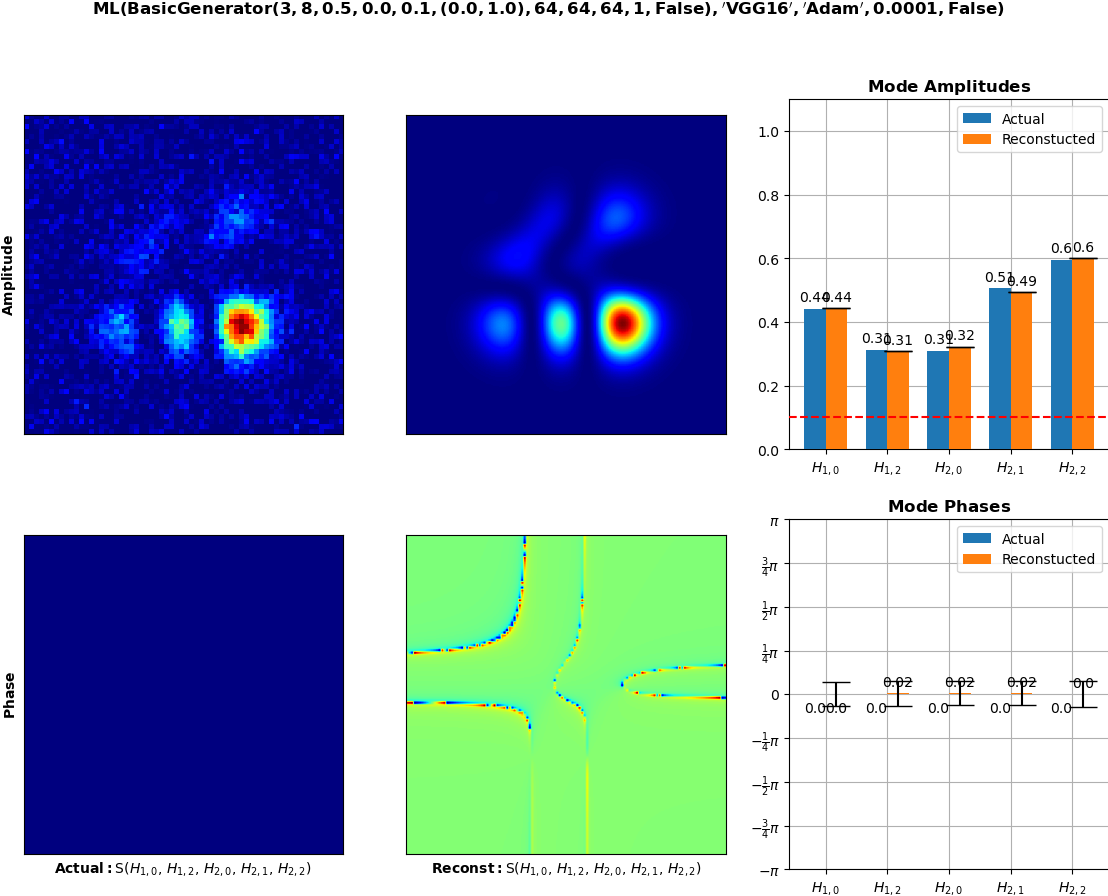 ML(BasicGenerator(3, 8, 0.5, 0.0, 0.1, (0.0, 1.0), 64, 64, 64, 1, False), 'VGG16', 'Adam', 0.0001, False)
Amplitude
Mode Amplitudes
Actual
Reconstucted
1.0
0.8
0.6
0.4
0.2
0.0
0.44
0.44
0.31
0.31
0.31
0.32
0.51
0.49
0.6
0.6
H1,0
H1,2
H2,0
H2,1
H2,2
Phase
Actual: S(H1,0, H1,2, H2,0, H2,1, H2,2)
Reconst: S(H1,0, H1,2, H2,0, H2,1, H2,2)
Mode Phases
Actual
Reconstucted
π
3/4π
1/2π
1/4π
0
−1/4π
−1/2π
−3/4π
−π
0.0
0.0
0.0
0.02
0.0
0.02
0.0
0.02
0.0
0.0
H1,0
H1,2
H2,0
H2,1
H2,2